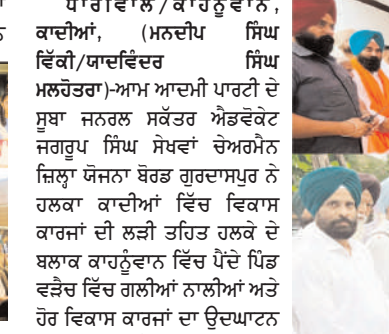 ਧਾਰੀਵਾਲ/ਕਾਹਨੂੰਵਾਨ,
ਕਾਦੀਆਂ, (ਮਨਦੀਪ ਸਿੰਘ
ਵਿੱਕੀ/ਯਾਦਵਿੰਦਰ ਸਿੰਘ
ਮਲਹੋਤਰਾ)-ਆਮ ਆਦਮੀ ਪਾਰਟੀ ਦੇ
ਸੂਬਾ ਜਨਰਲ ਸਕੱਤਰ ਐਡਵੋਕੇਟ
ਜਗਰੂਪ ਸਿੰਘ ਸੇਖਵਾਂ ਚੇਅਰਮੈਨ
ਜ਼ਿਲ੍ਹਾ ਯੋਜਨਾ ਬੋਰਡ ਗੁਰਦਾਸਪੁਰ ਨੇ
ਹਲਕਾ ਕਾਦੀਆਂ ਵਿੱਚ ਵਿਕਾਸ
ਕਾਰਜਾਂ ਦੀ ਲੜੀ ਤਹਿਤ ਹਲਕੇ ਦੇ
ਬਲਾਕ ਕਾਹਨੂੰਵਾਨ ਵਿੱਚ ਪੈਂਦੇ ਪਿੰਡ
ਵੜੈਚ ਵਿੱਚ ਗਲੀਆਂ ਨਾਲੀਆਂ ਅਤੇ
ਹੋਰ ਵਿਕਾਸ ਕਾਰਜਾਂ ਦਾ ਉਦਘਾਟਨ